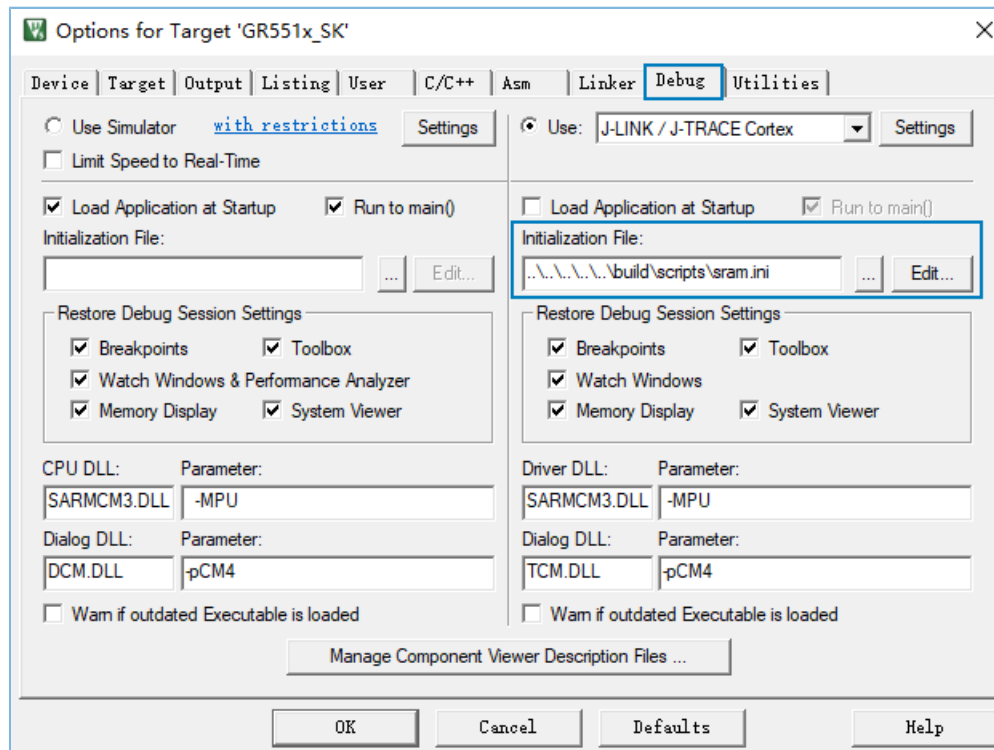 Options for Target 'GR551x_SK'
Device Target Output Listing User C/C++ Asm Linker Debug Utilities
Use Simulator with restrictions Settings
Limit Speed to Real-Time
Use: J-LINK / J-TRACE Cortex Settings
Load Application at Startup Run to main()
Initialization File:
... Edit...
Load Application at Startup Run to main()
Initialization File:
..\..\..\..\..\build\scripts\sram.ini ... Edit...
Restore Debug Session Settings
Breakpoints Toolbox
Watch Windows & Performance Analyzer
Memory Display System Viewer
Restore Debug Session Settings
Breakpoints Toolbox
Watch Windows
Memory Display System Viewer
CPU DLL: Parameter:
SARMCM3.DLL -MPU
Dialog DLL: Parameter:
DCM.DLL -pCM4
Warn if outdated Executable is loaded
Driver DLL: Parameter:
SARMCM3.DLL -MPU
Dialog DLL: Parameter:
TCM.DLL -pCM4
Warn if outdated Executable is loaded
Manage Component Viewer Description Files ...
OK Cancel Defaults Help